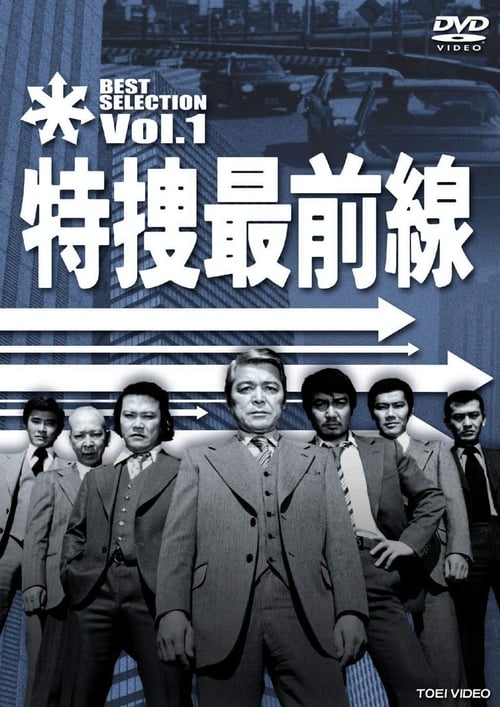 DVD
VIDEO
BEST
SELECTION
Vol.1
特捜最前線
TOEI VIDEO